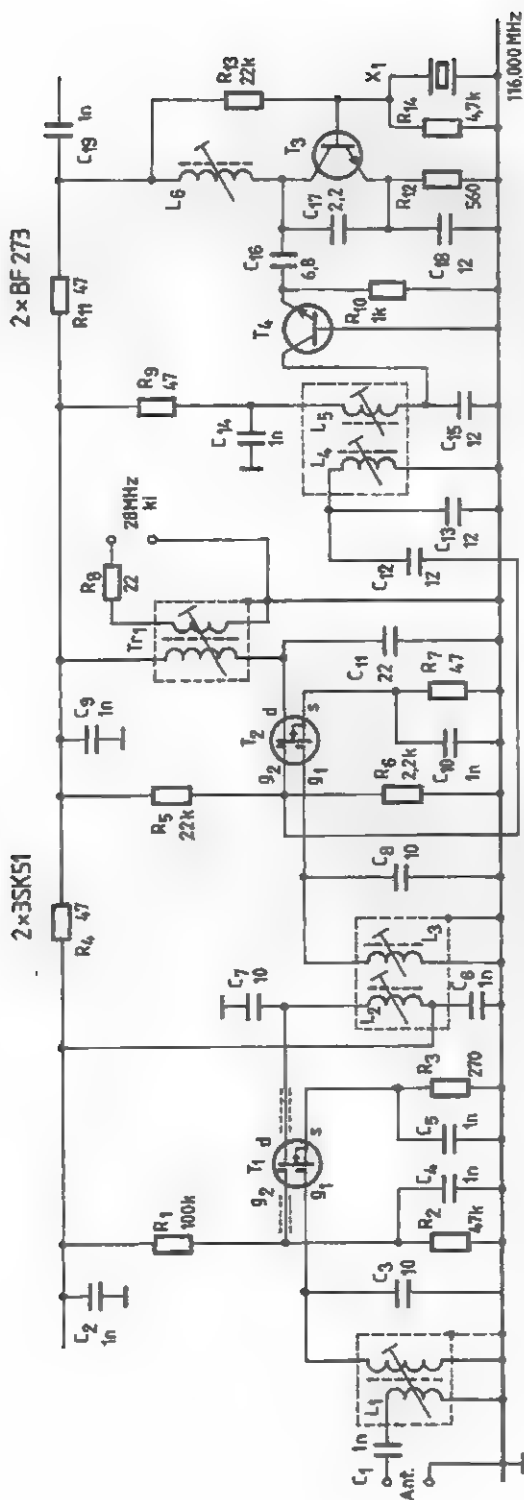 2×3SK51
2×BF273
C2
1n
R1
100k
R4
47
C9
1n
R5
22k
Tr1
R8
22
28MHz
ki
R9
47
C14
1n
R11
47
C19
1n
L6
R13
22k
T1
g2
g1
d
s
C7
10
T2
g2
g1
d
s
C11
22
L4
L5
T4
C16
6,8
C17
2,2
T3
C1
1n
Ant.
L1
C3
10
R2
47k
C4
1n
C5
1n
R3
270
L2
L3
C6
1n
C8
10
R6
2,2k
C10
1n
R7
47
C12
12
C13
12
C15
12
R10
1k
C18
12
R12
560
R14
4,7k
X1
116,000MHz